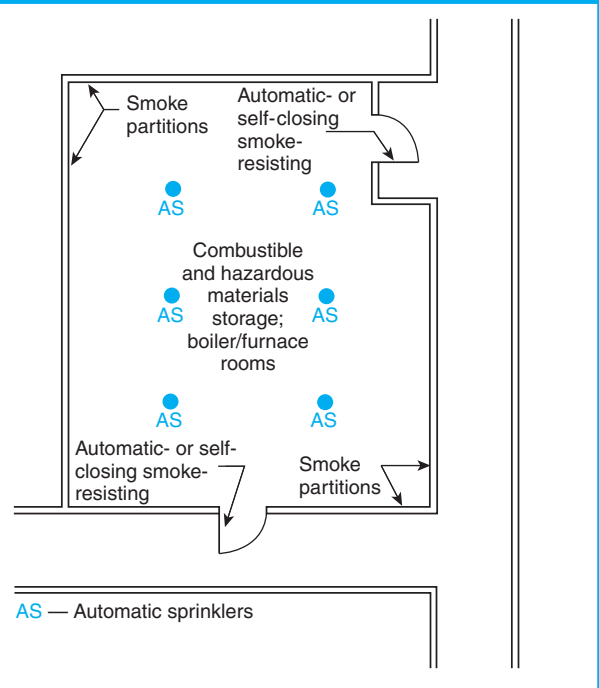 Smoke
partitions
Automatic- or
self-closing
smoke-
resisting
AS
AS
Combustible
and hazardous
materials
storage;
boiler/furnace
rooms
AS
AS
AS
AS
Automatic- or self-
closing smoke-
resisting
Smoke
partitions
AS — Automatic sprinklers